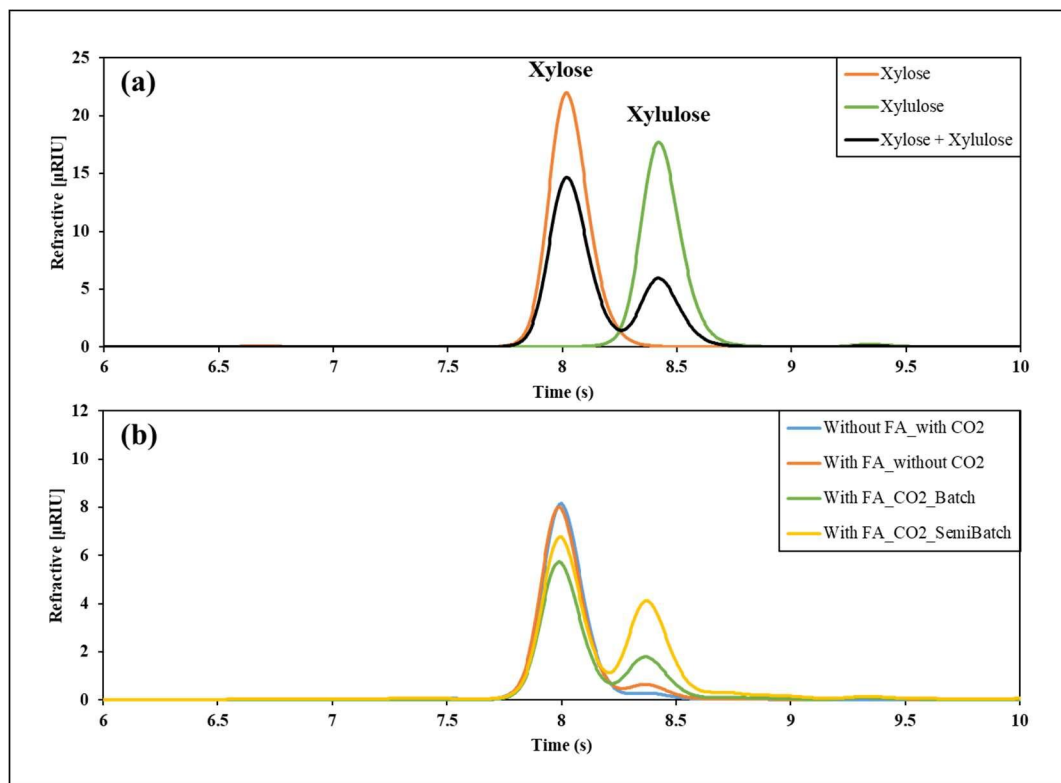 (a)
Xylose
Xylulose
Xylose
Xylulose
Xylose + Xylulose
Refractive [µRIU]
25
20
15
10
5
0
6 6.5 7 7.5 8 8.5 9 9.5 10
Time (s)
(b)
Without FA_with CO2
With FA_without CO2
With FA_CO2_Batch
With FA_CO2_SemiBatch
Refractive [µRIU]
12
10
8
6
4
2
0
6 6.5 7 7.5 8 8.5 9 9.5 10
Time (s)